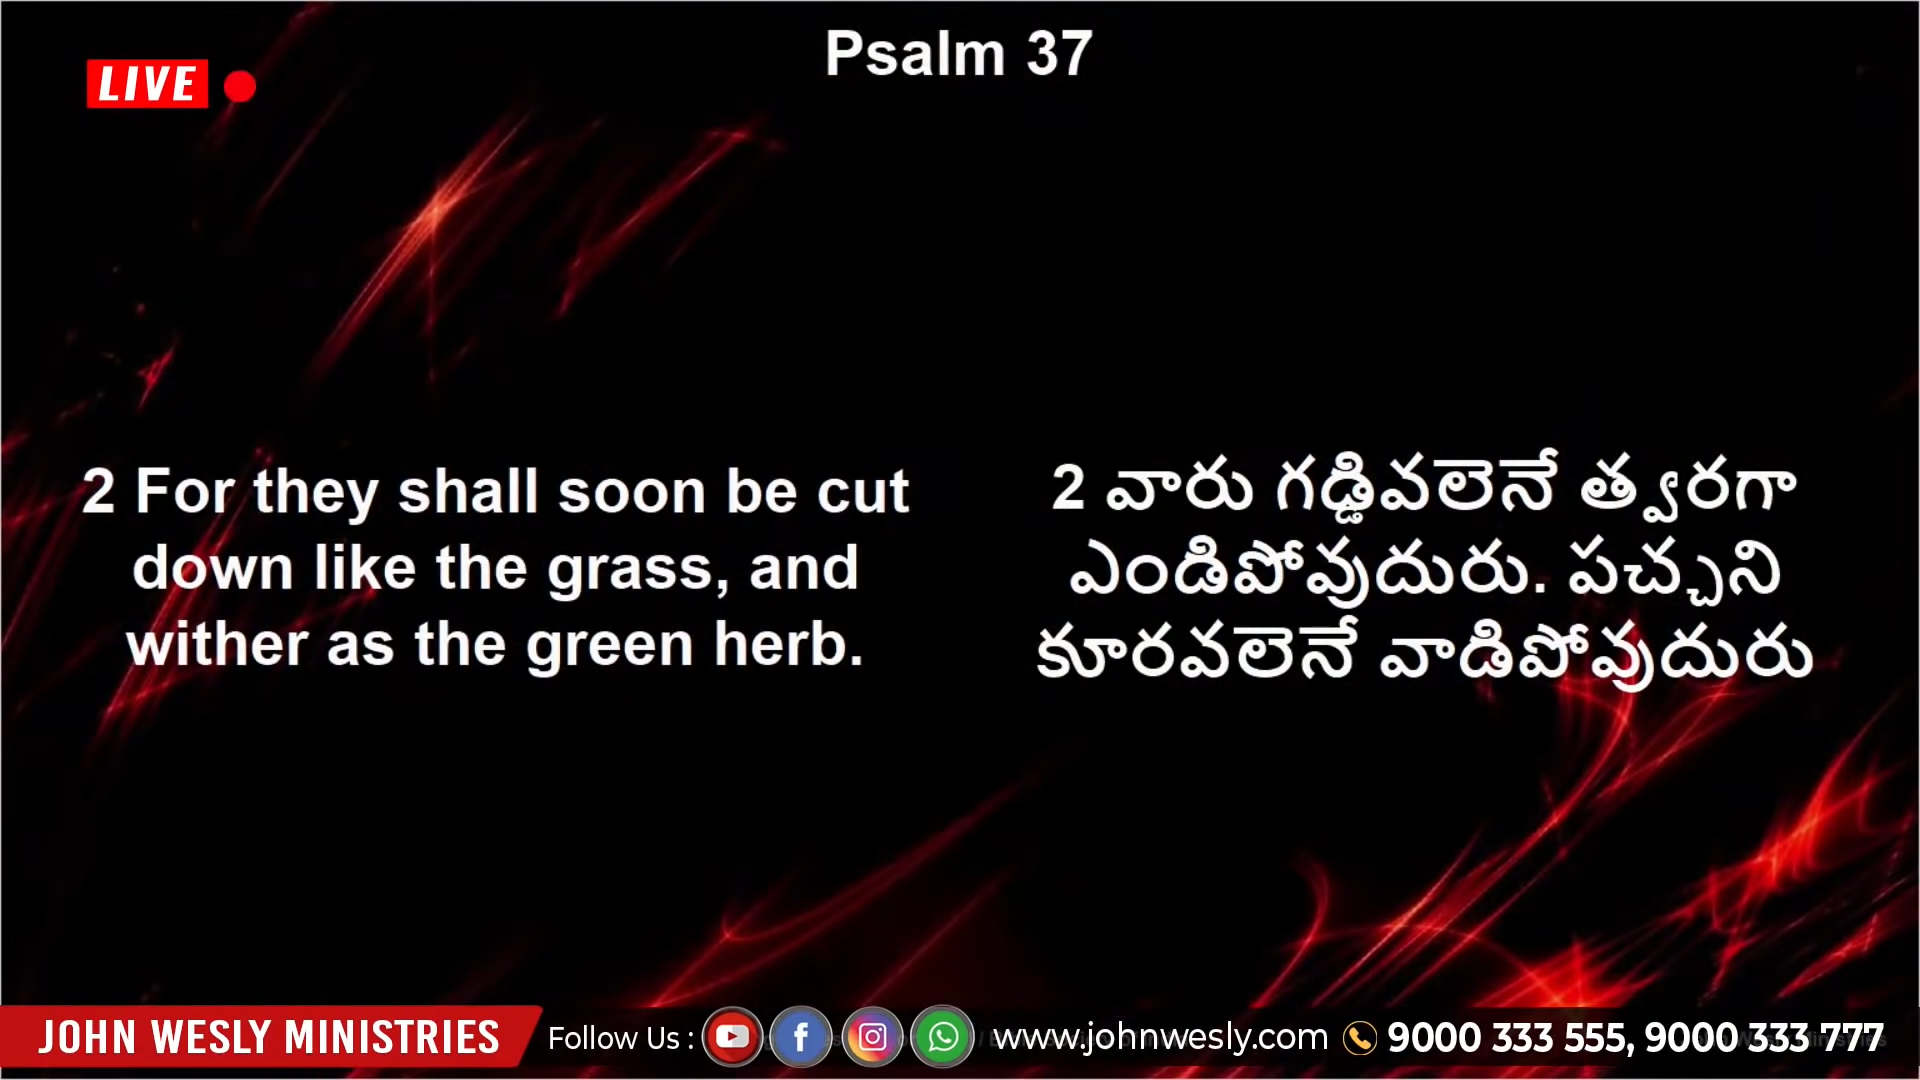 Psalm 37
LIVE
2 For they shall soon be cut
down like the grass, and
wither as the green herb.
2 వారు గడ్డివలెనే త్వరగా
ఎండిపోవుదురు. పచ్చని
కూరవలెనే వాడిపోవుదురు
JOHN WESLY MINISTRIES Follow Us : www.johnwesly.com 9000 333 555, 9000 333 777